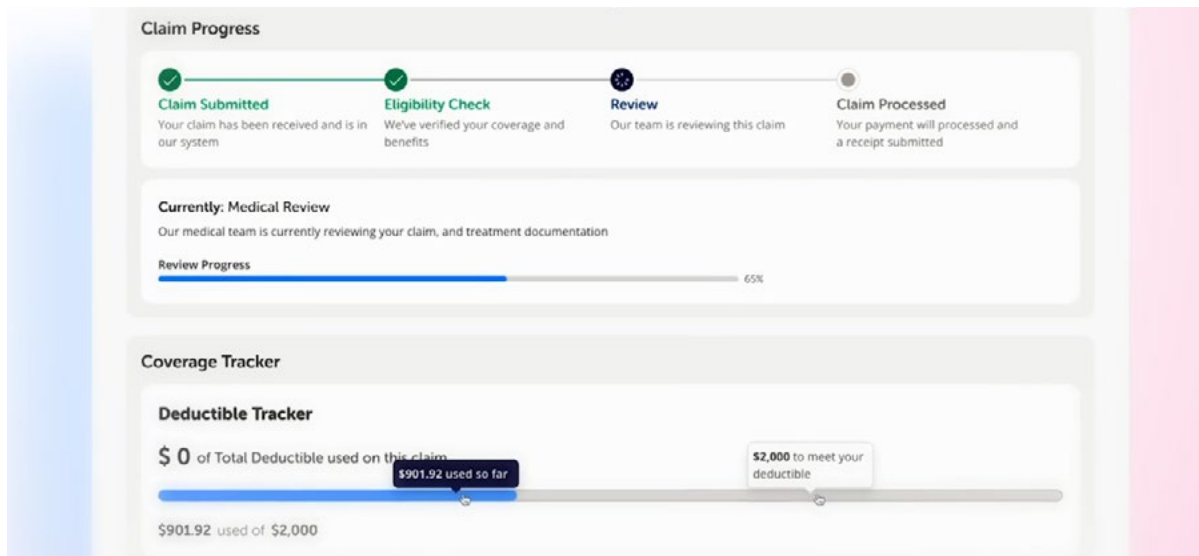 Claim Progress
Claim Submitted
Your claim has been received and is in
our system
Eligibility Check
We've verified your coverage and
benefits
Review
Our team is reviewing this claim
Claim Processed
Your payment will processed and
a receipt submitted
Currently: Medical Review
Our medical team is currently reviewing your claim, and treatment documentation
Review Progress
65%
Coverage Tracker
Deductible Tracker
$ 0 of Total Deductible used on this claim
$901.92 used so far
$2,000 to meet your
deductible
$901.92 used of $2,000